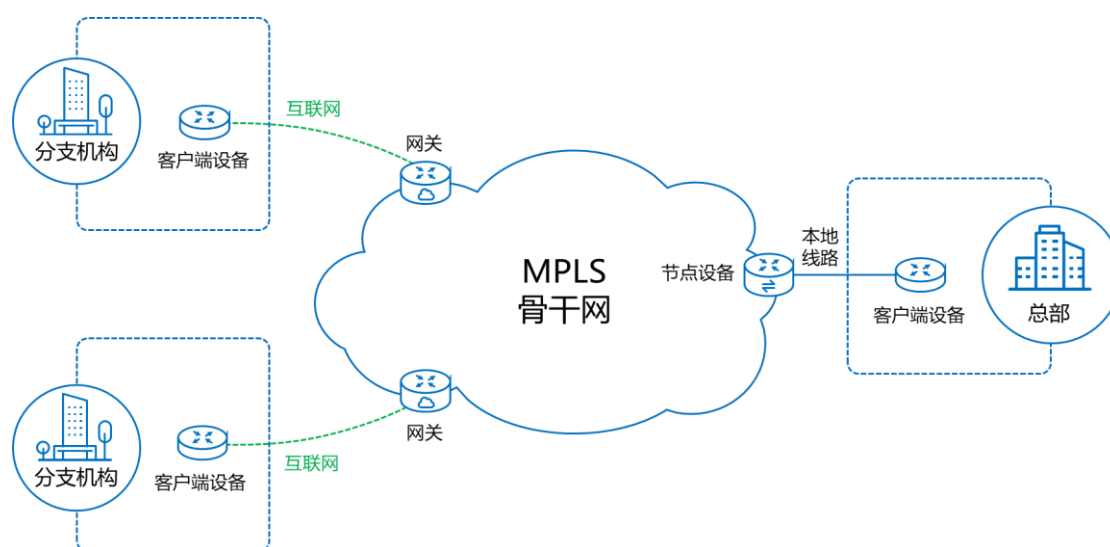 分支机构
客户端设备
互联网
网关
MPLS
骨干网
节点设备
本地
线路
客户端设备
总部
网关
互联网
分支机构
客户端设备